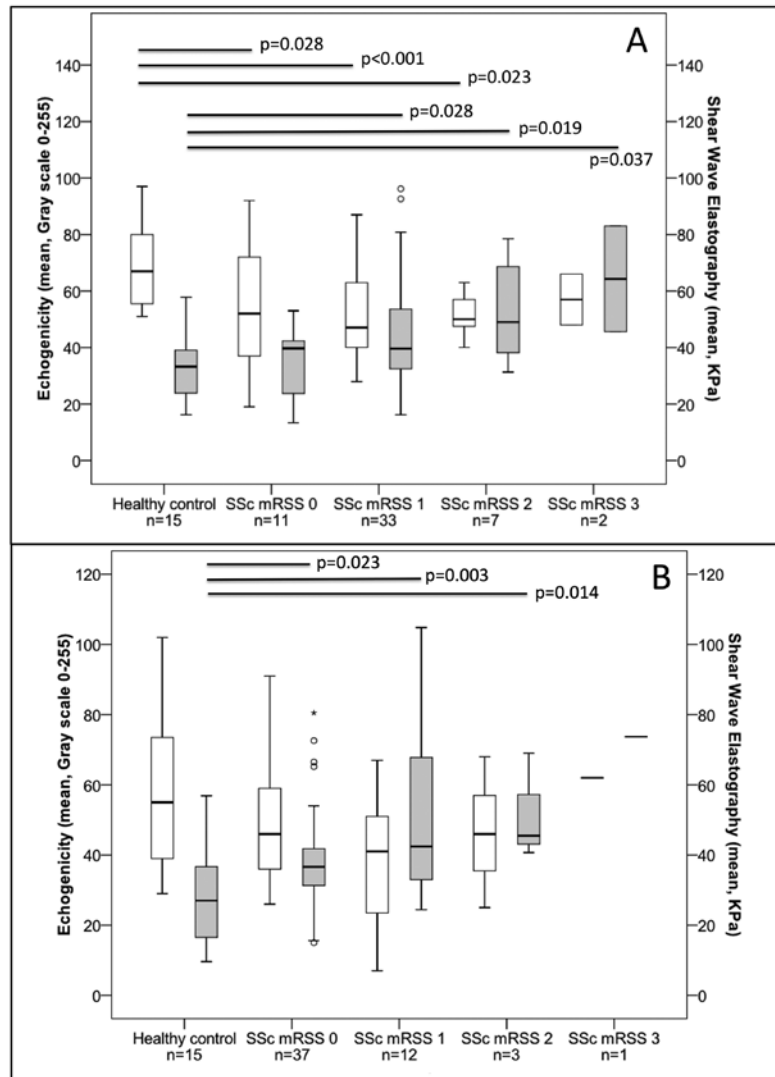 A
p=0.028
p<0.001
p=0.023
p=0.028
p=0.019
p=0.037
Echogenicity (mean, Gray scale 0-255)
140
120
100
80
60
40
20
0
140
120
100
80
60
40
20
0
Shear Wave Elastography (mean, KPa)
Healthy control
n=15
SSc mRSS 0
n=11
SSc mRSS 1
n=33
SSc mRSS 2
n=7
SSc mRSS 3
n=2
B
p=0.023
p=0.003
p=0.014
Echogenicity (mean, Gray scale 0-255)
120
100
80
60
40
20
0
120
100
80
60
40
20
0
Shear Wave Elastography (mean, KPa)
Healthy control
n=15
SSc mRSS 0
n=37
SSc mRSS 1
n=12
SSc mRSS 2
n=3
SSc mRSS 3
n=1